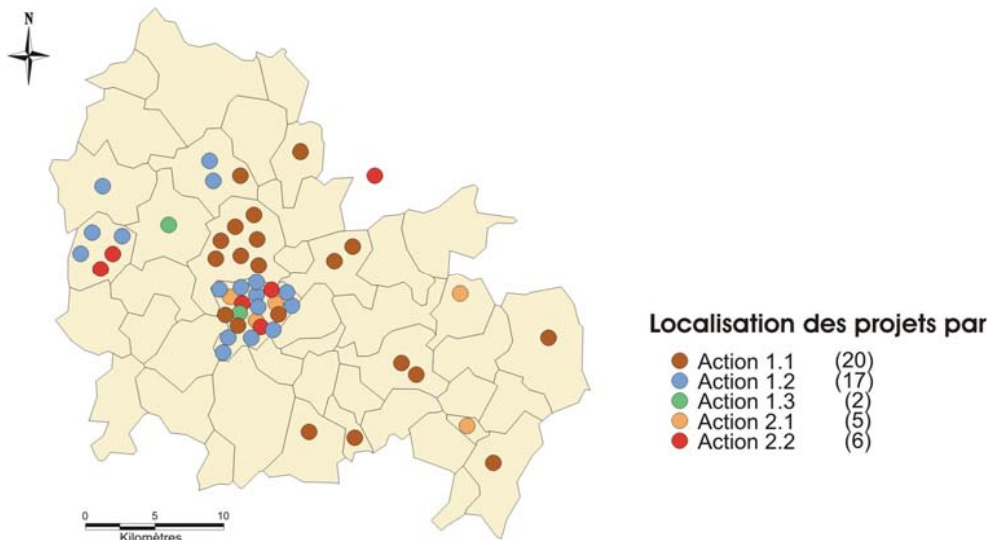 N
Localisation des projets par
Action 1.1 (20)
Action 1.2 (17)
Action 1.3 (2)
Action 2.1 (5)
Action 2.2 (6)
0 5 10
Kilomètres